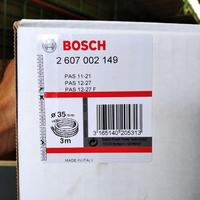 BOSCH
2 607 002 149
PAS 11-21
PAS 12-27
PAS 12-27 F
ø 35 mm
3m
3 165140 205313
MADE IN ITALY